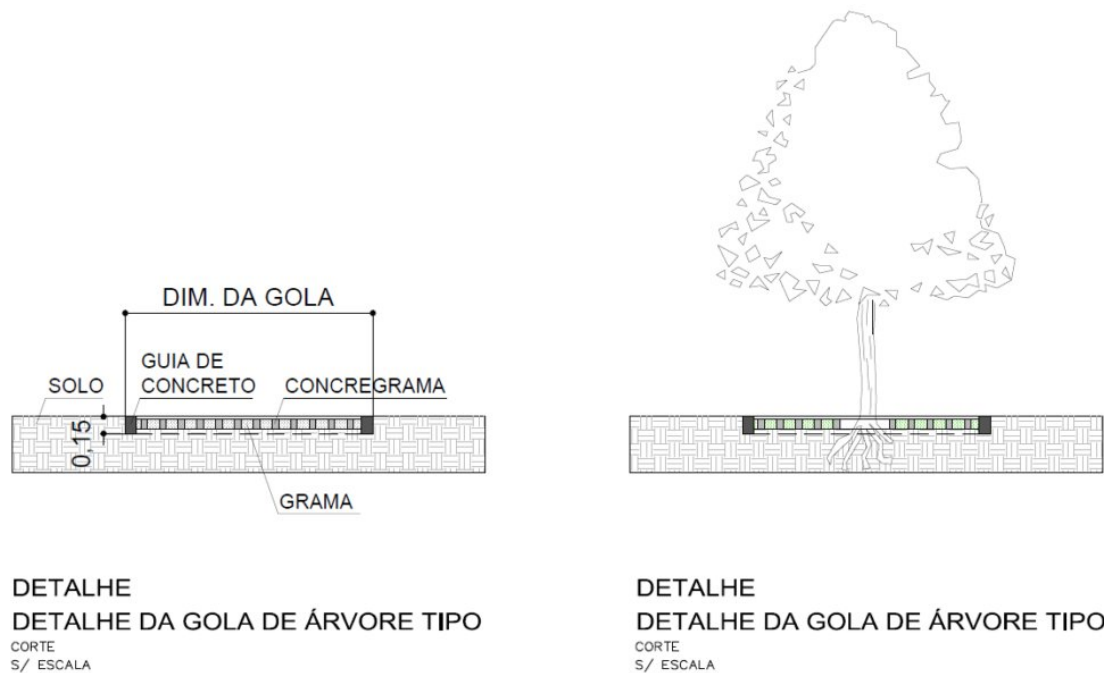 DIM. DA GOLA
SOLO
GUIA DE
CONCRETO
CONCREGRAMA
0,15
GRAMA
DETALHE
DETALHE DA GOLA DE ÁRVORE TIPO
CORTE
S/ ESCALA
DETALHE
DETALHE DA GOLA DE ÁRVORE TIPO
CORTE
S/ ESCALA